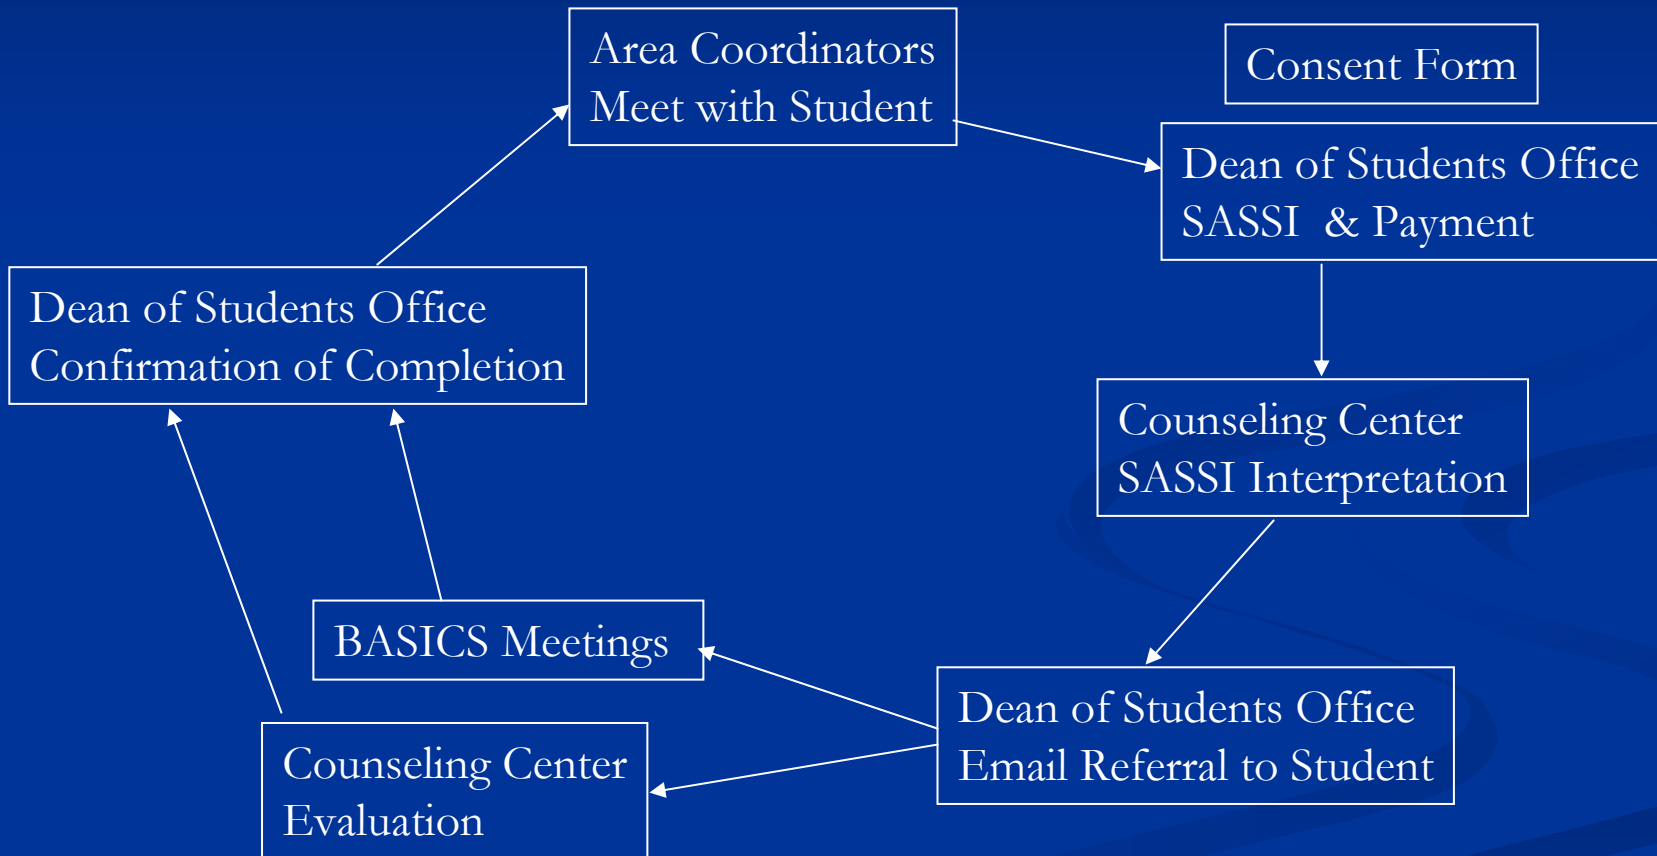 Area Coordinators
Meet with Student
Consent Form
Dean of Students Office
SASSI & Payment
Dean of Students Office
Confirmation of Completion
Counseling Center
SASSI Interpretation
BASICS Meetings
Dean of Students Office
Email Referral to Student
Counseling Center
Evaluation